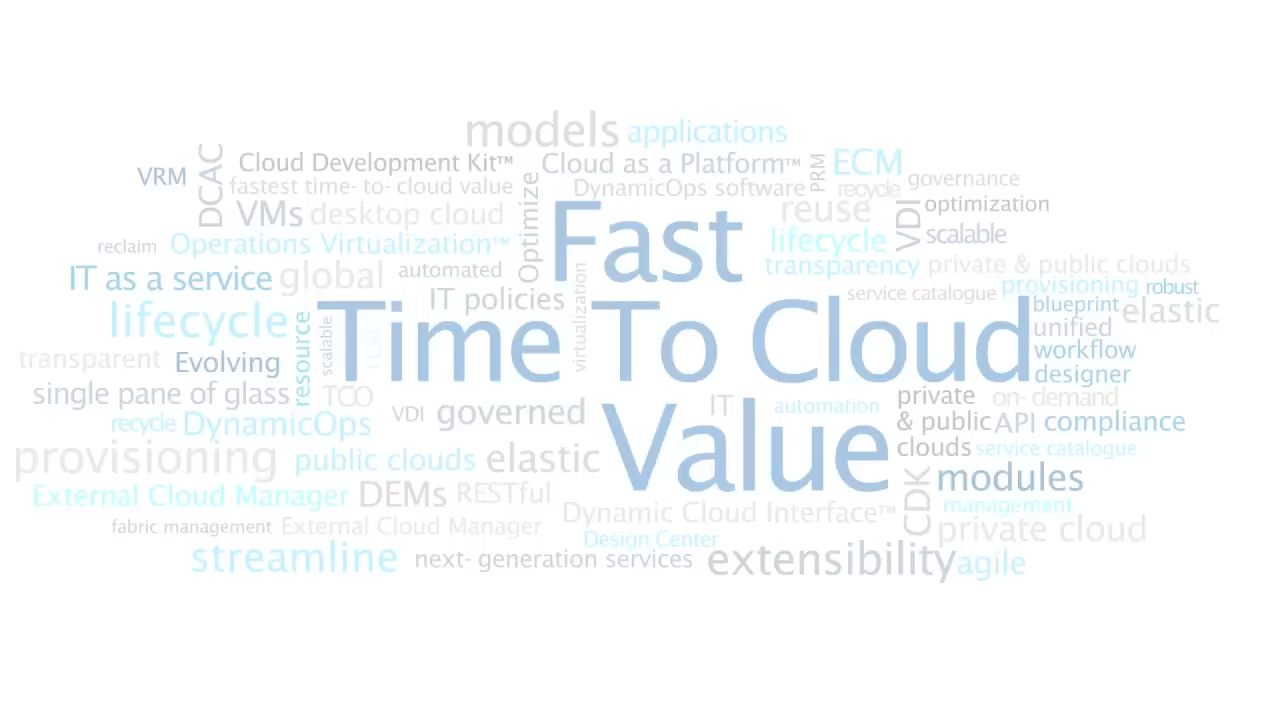 models applications
VRM
DCAC
Cloud Development Kit™
Cloud as a Platform™
PRM
ECM
fastest time- to- cloud value
DynamicOps software
recycle
governance
VMs
desktop cloud
Optimize
Fast
reuse
VDI
optimization
reclaim
Operations Virtualization™
lifecycle
scalable
IT as a service
global
automated
transparency
private & public clouds
IT policies
virtualization
service catalogue
provisioning
robust
lifecycle
resource
scalable
Time To Cloud
blueprint
elastic
unified
transparent
Evolving
workflow
designer
single pane of glass
TCO
private
& public
clouds
on- demand
recycle
DynamicOps
VDI
governed
Value
IT
automation
API
compliance
provisioning
public clouds
elastic
service catalogue
External Cloud Manager
DEMs
RESTful
CDK
modules
management
fabric management
External Cloud Manager
Dynamic Cloud Interface™
private cloud
Design Center
streamline
next- generation services
extensibility
agile